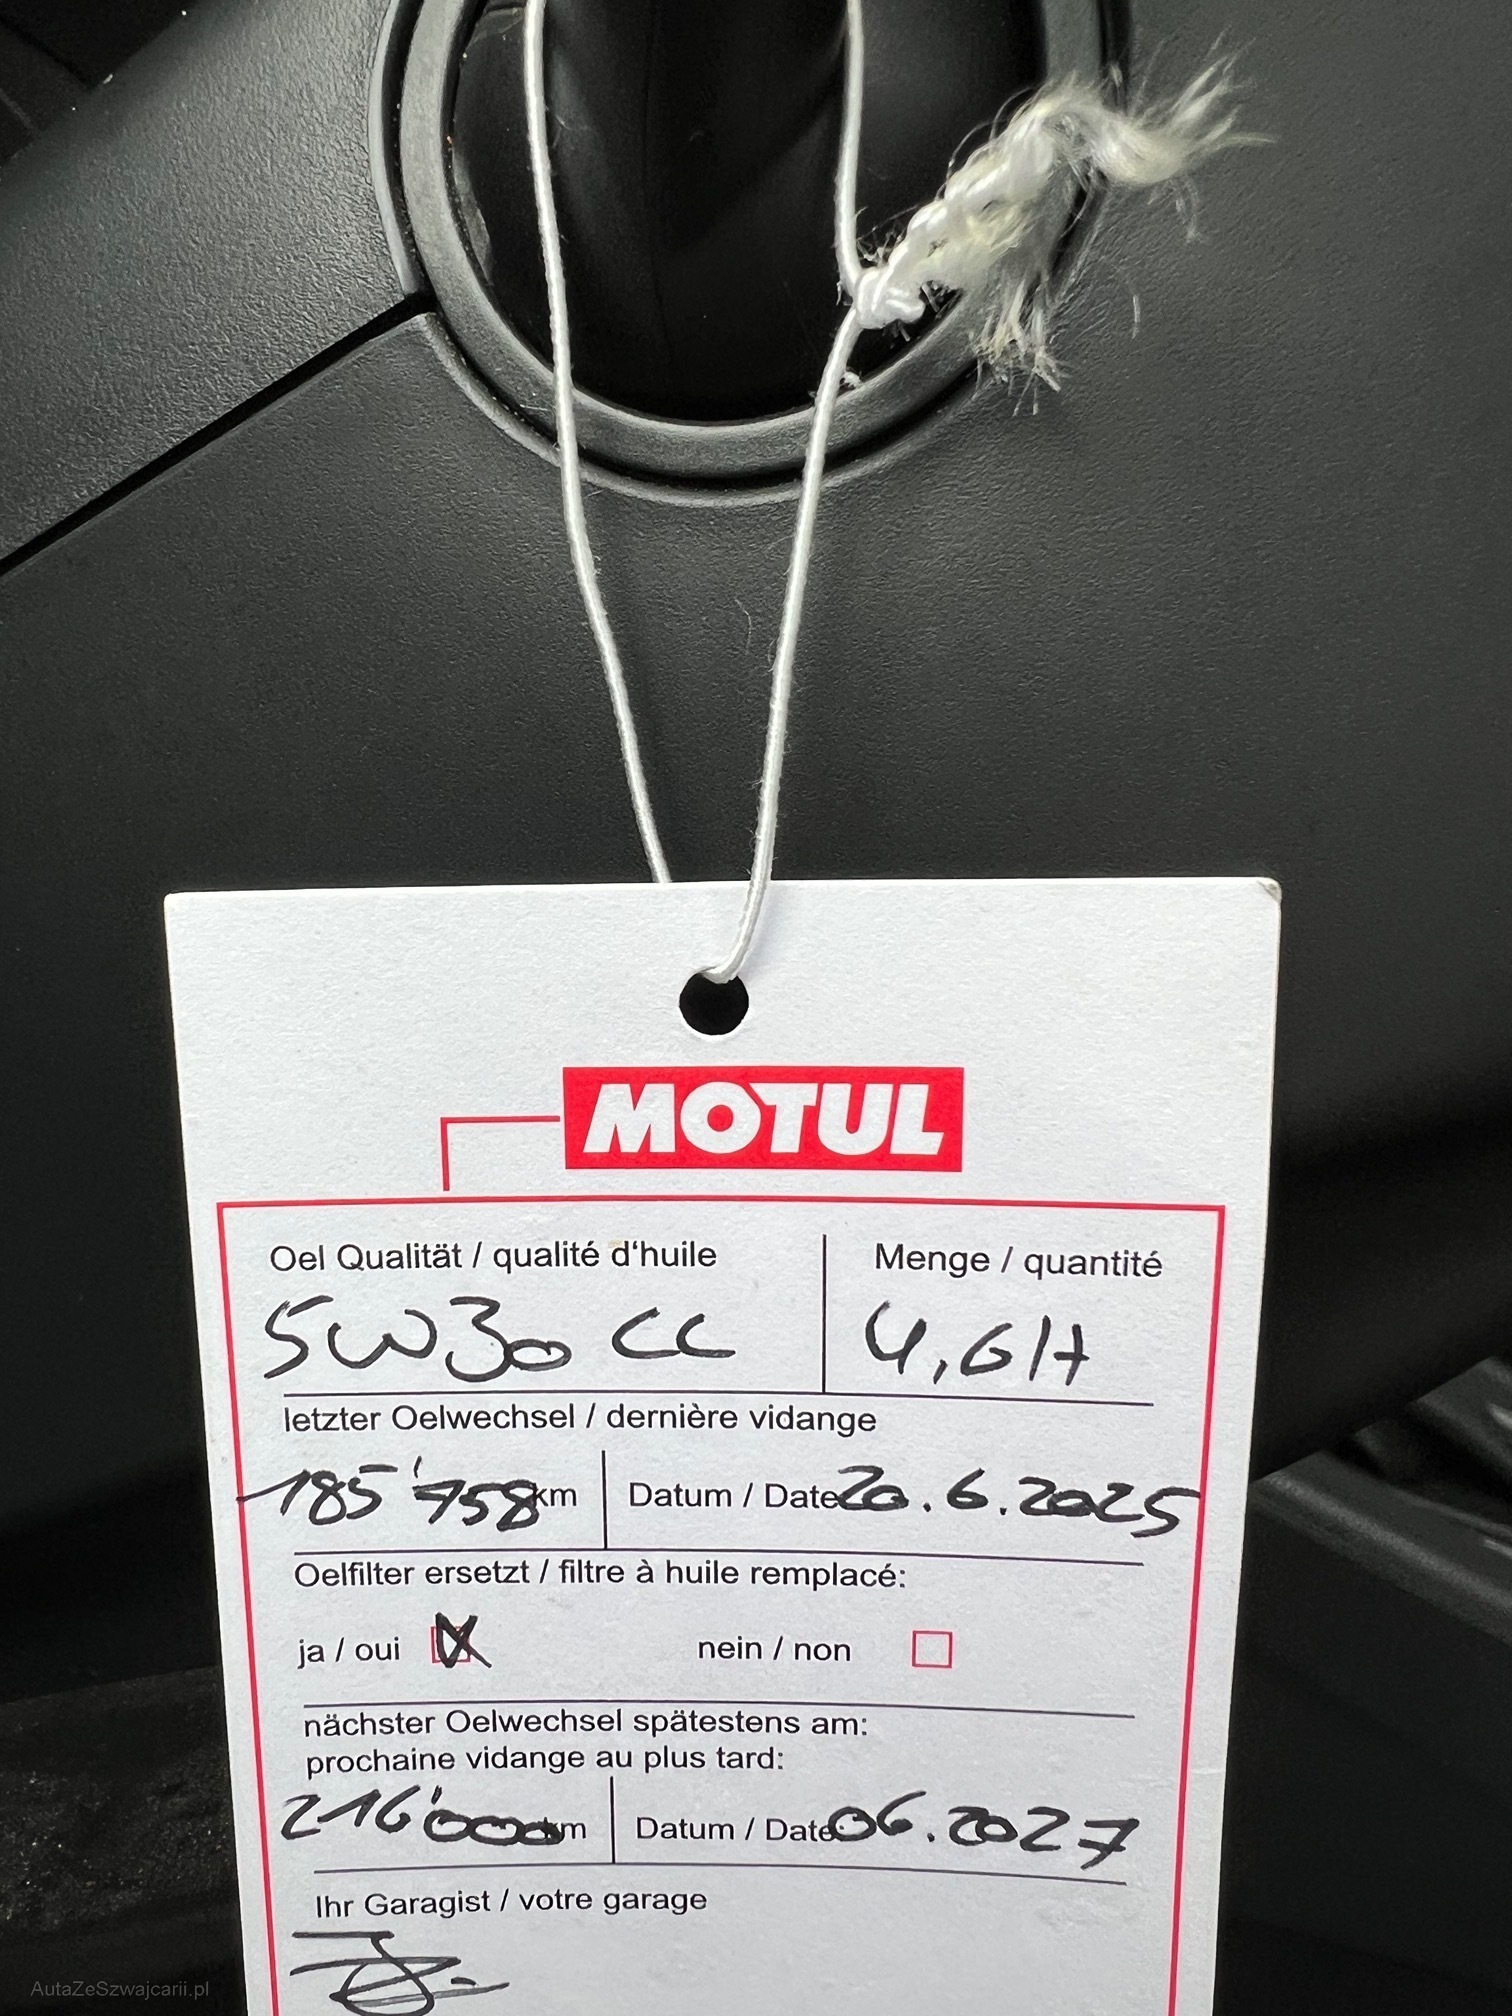 MOTUL
Oel Qualität / qualité d'huile
Menge / quantité
5W30 CC
4,6 lt
letzter Oelwechsel / dernière vidange
185'758 km
Datum / Date 20.6.2025
Oelfilter ersetzt / filtre à huile remplacé:
ja / oui
nein / non
nächster Oelwechsel spätestens am:
prochaine vidange au plus tard:
216'000 km
Datum / Date 06.2027
Ihr Garagist / votre garage
AutaZeSzwajcarii.pl